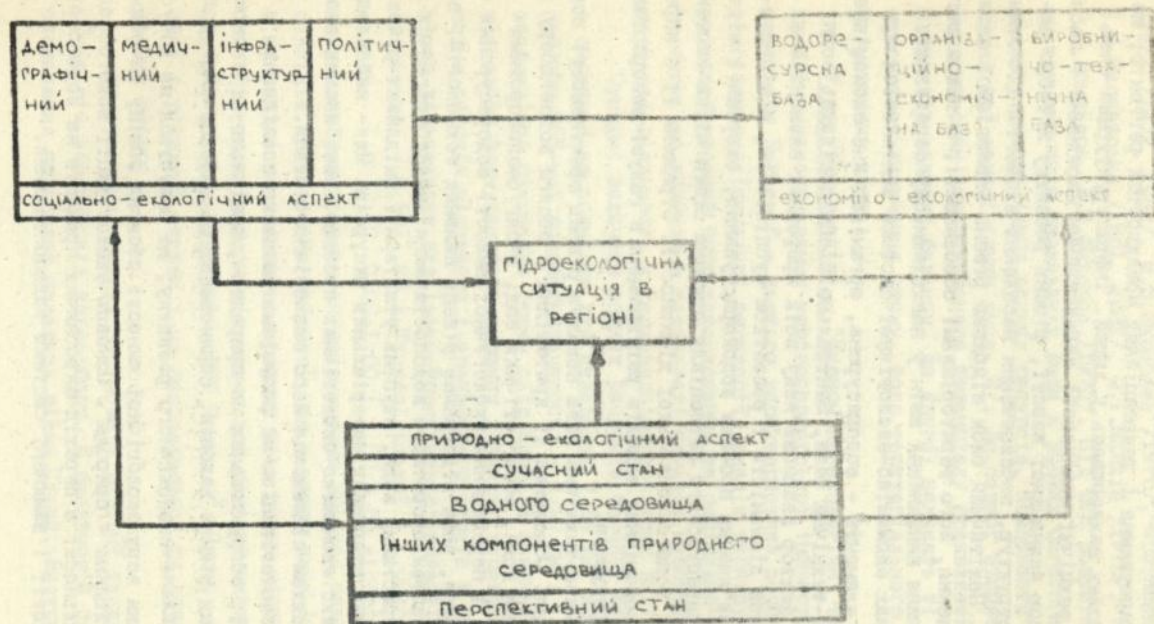 демо-
графіч-
ний
медич-
ний
інфра-
структур-
ний
політич-
ний
соціально-екологічний аспект
водоре-
сурсна
база
організа-
ційно-
економіч-
на база
виробни-
чо-тех-
нічна
база
економіко-екологічний аспект
гідроекологічна
ситуація в
регіоні
природно-екологічний аспект
сучасний стан
водного середовища
інших компонентів природного
середовища
перспективний стан